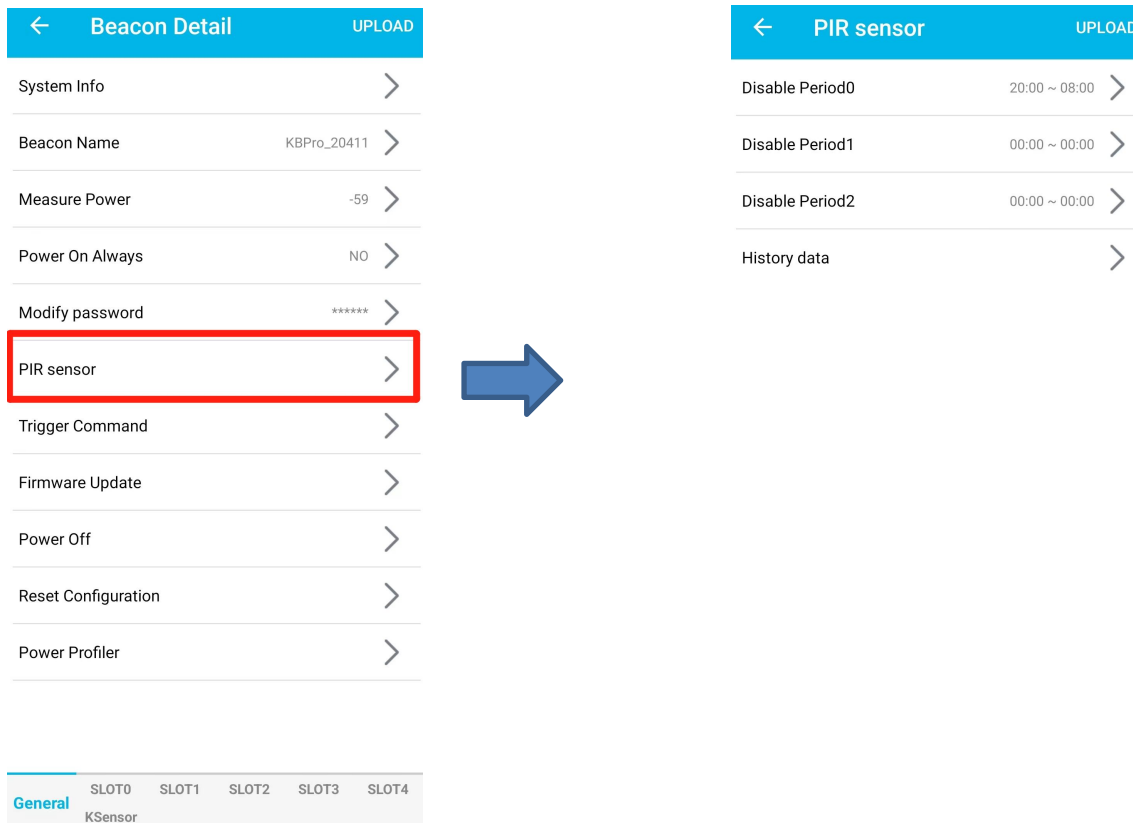 Beacon Detail UPLOAD
System Info
Beacon Name KBPro_20411
Measure Power -59
Power On Always NO
Modify password ******
PIR sensor
Trigger Command
Firmware Update
Power Off
Reset Configuration
Power Profiler
General SLOT0 SLOT1 SLOT2 SLOT3 SLOT4
KSensor
PIR sensor UPLOAD
Disable Period0 20:00 ~ 08:00
Disable Period1 00:00 ~ 00:00
Disable Period2 00:00 ~ 00:00
History data